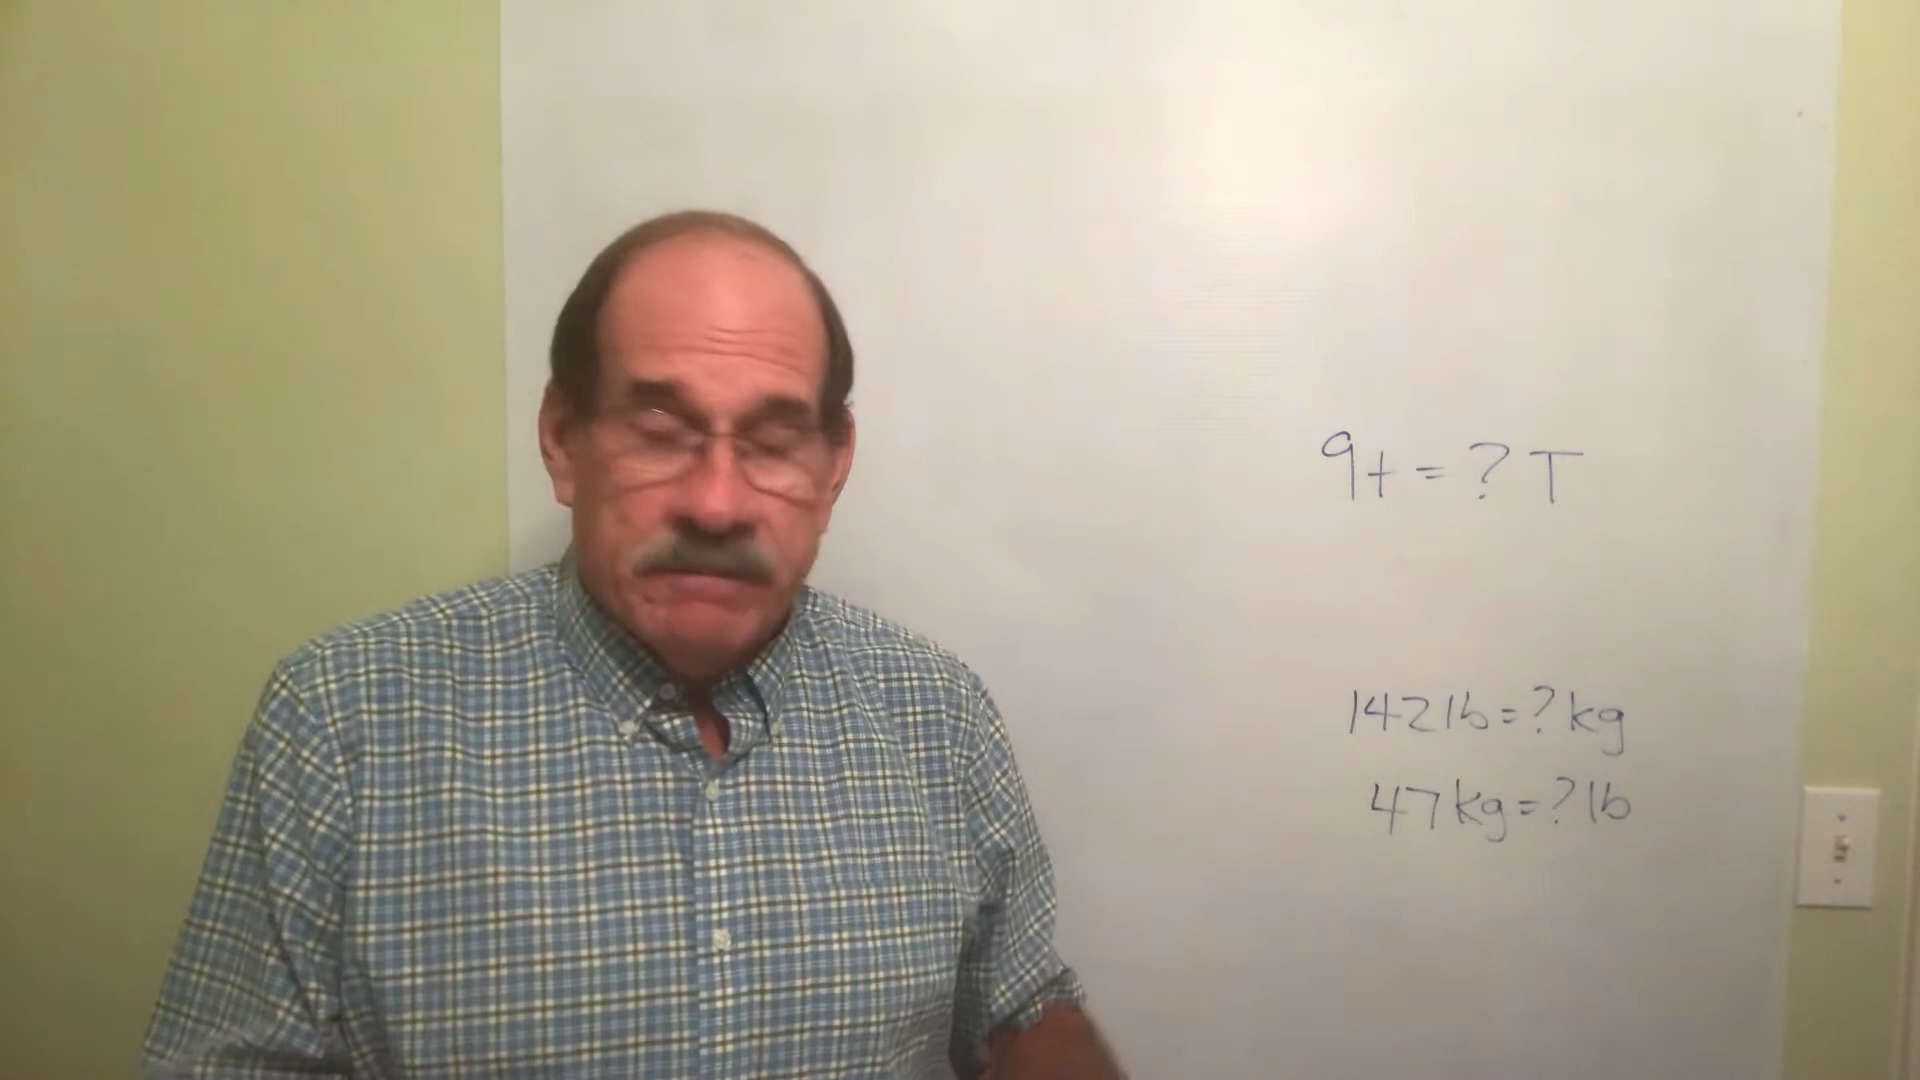 9t = ? T
142 lb = ? kg
47 kg = ? lb